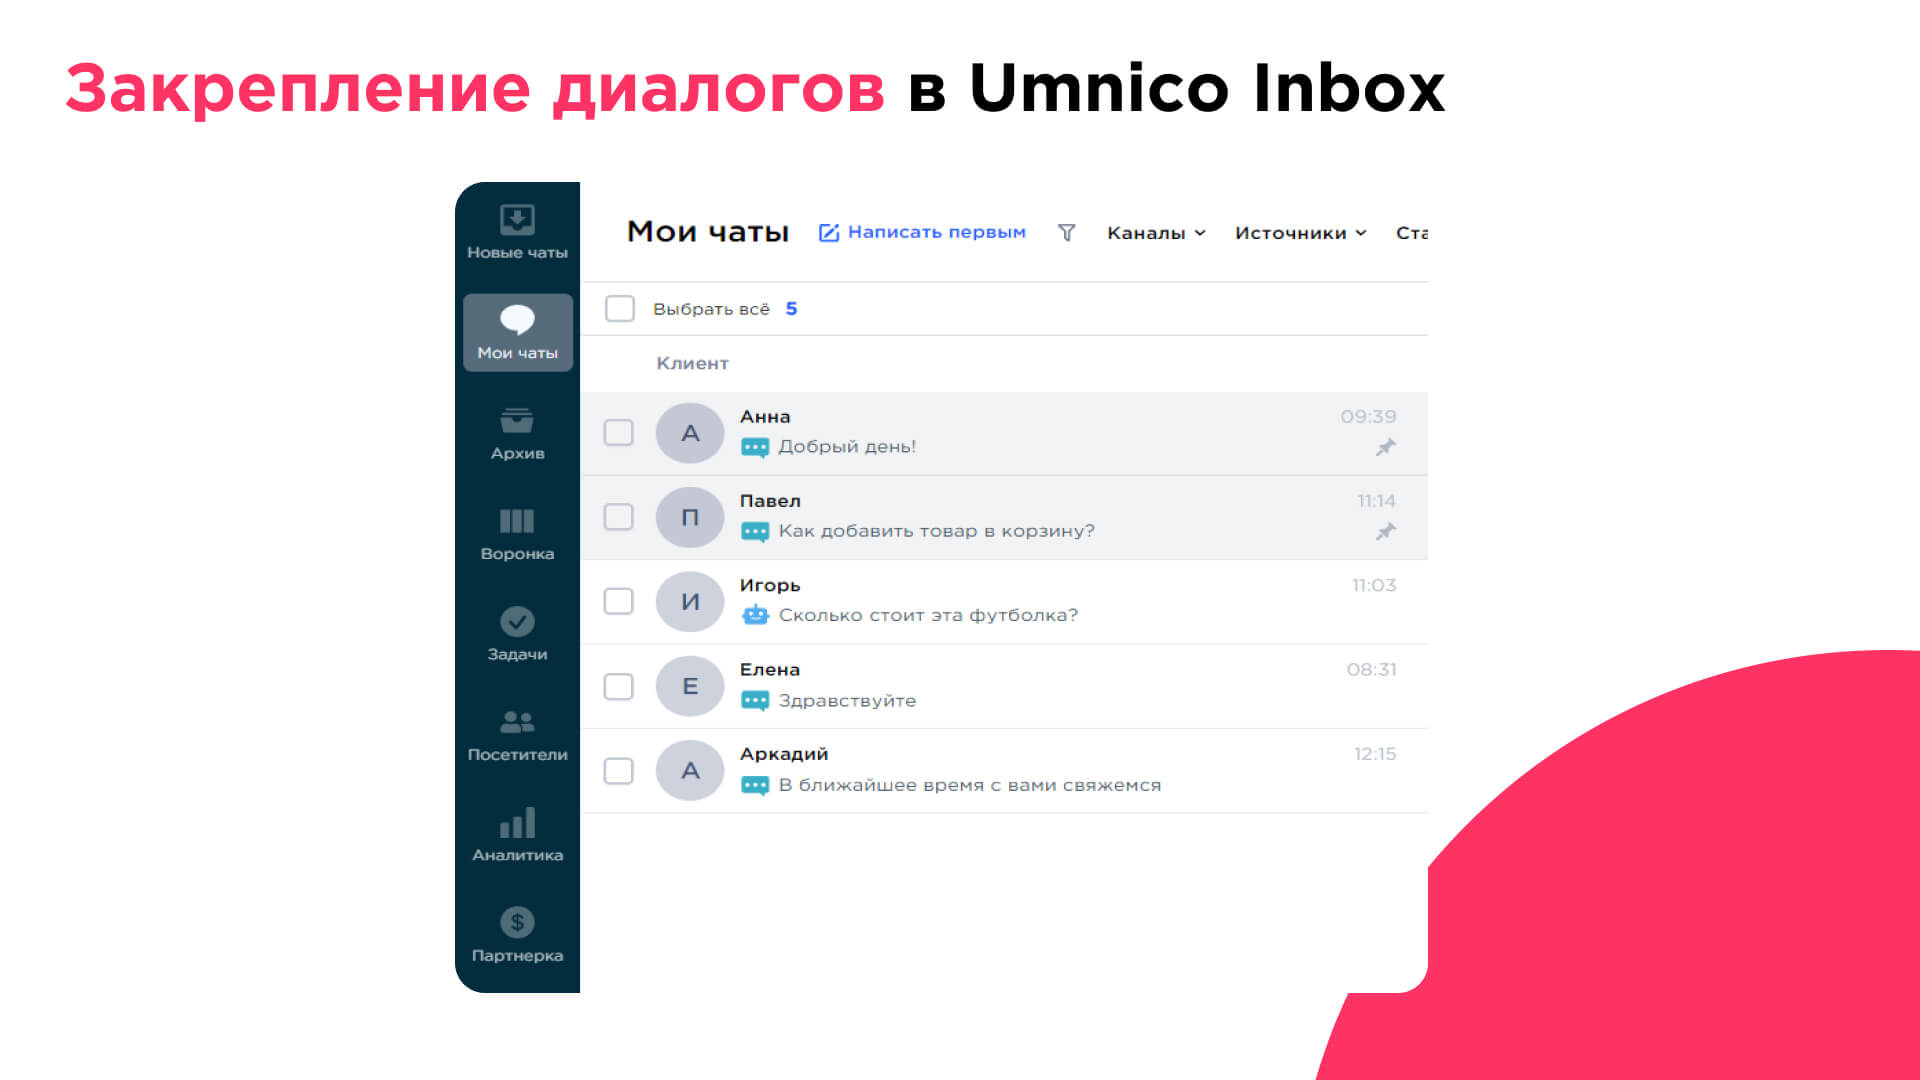 Закрепление диалогов в Umnico Inbox
Новые чаты
Мои чаты
Архив
Воронка
Задачи
Посетители
Аналитика
$
Партнерка
Мои чаты Написать первым Каналы Источники Ста
Выбрать всё 5
Клиент
А Анна 09:39
Добрый день!
П Павел 11:14
Как добавить товар в корзину?
И Игорь 11:03
Сколько стоит эта футболка?
Е Елена 08:31
Здравствуйте
А Аркадий 12:15
В ближайшее время с вами свяжемся